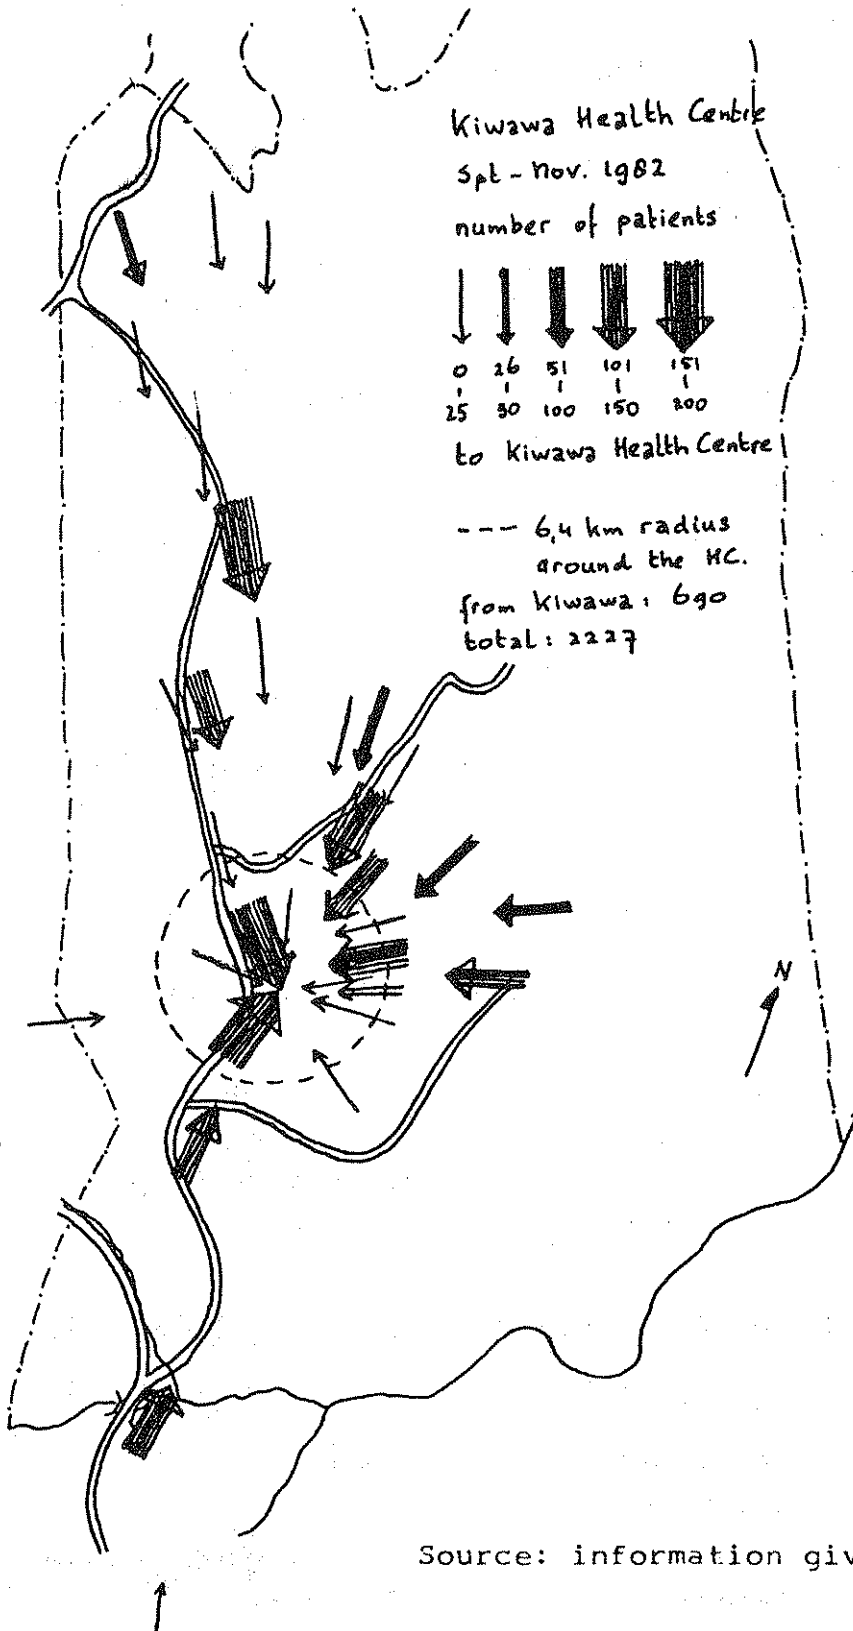 Kiwawa Health Centre
Spt - Nov. 1982
number of patients
0 26 51 101 151
25 50 100 150 200
to Kiwawa Health Centre
--- 6,4 km radius
around the HC.
from Kiwawa: 690
total: 2227
N
Source: information giv